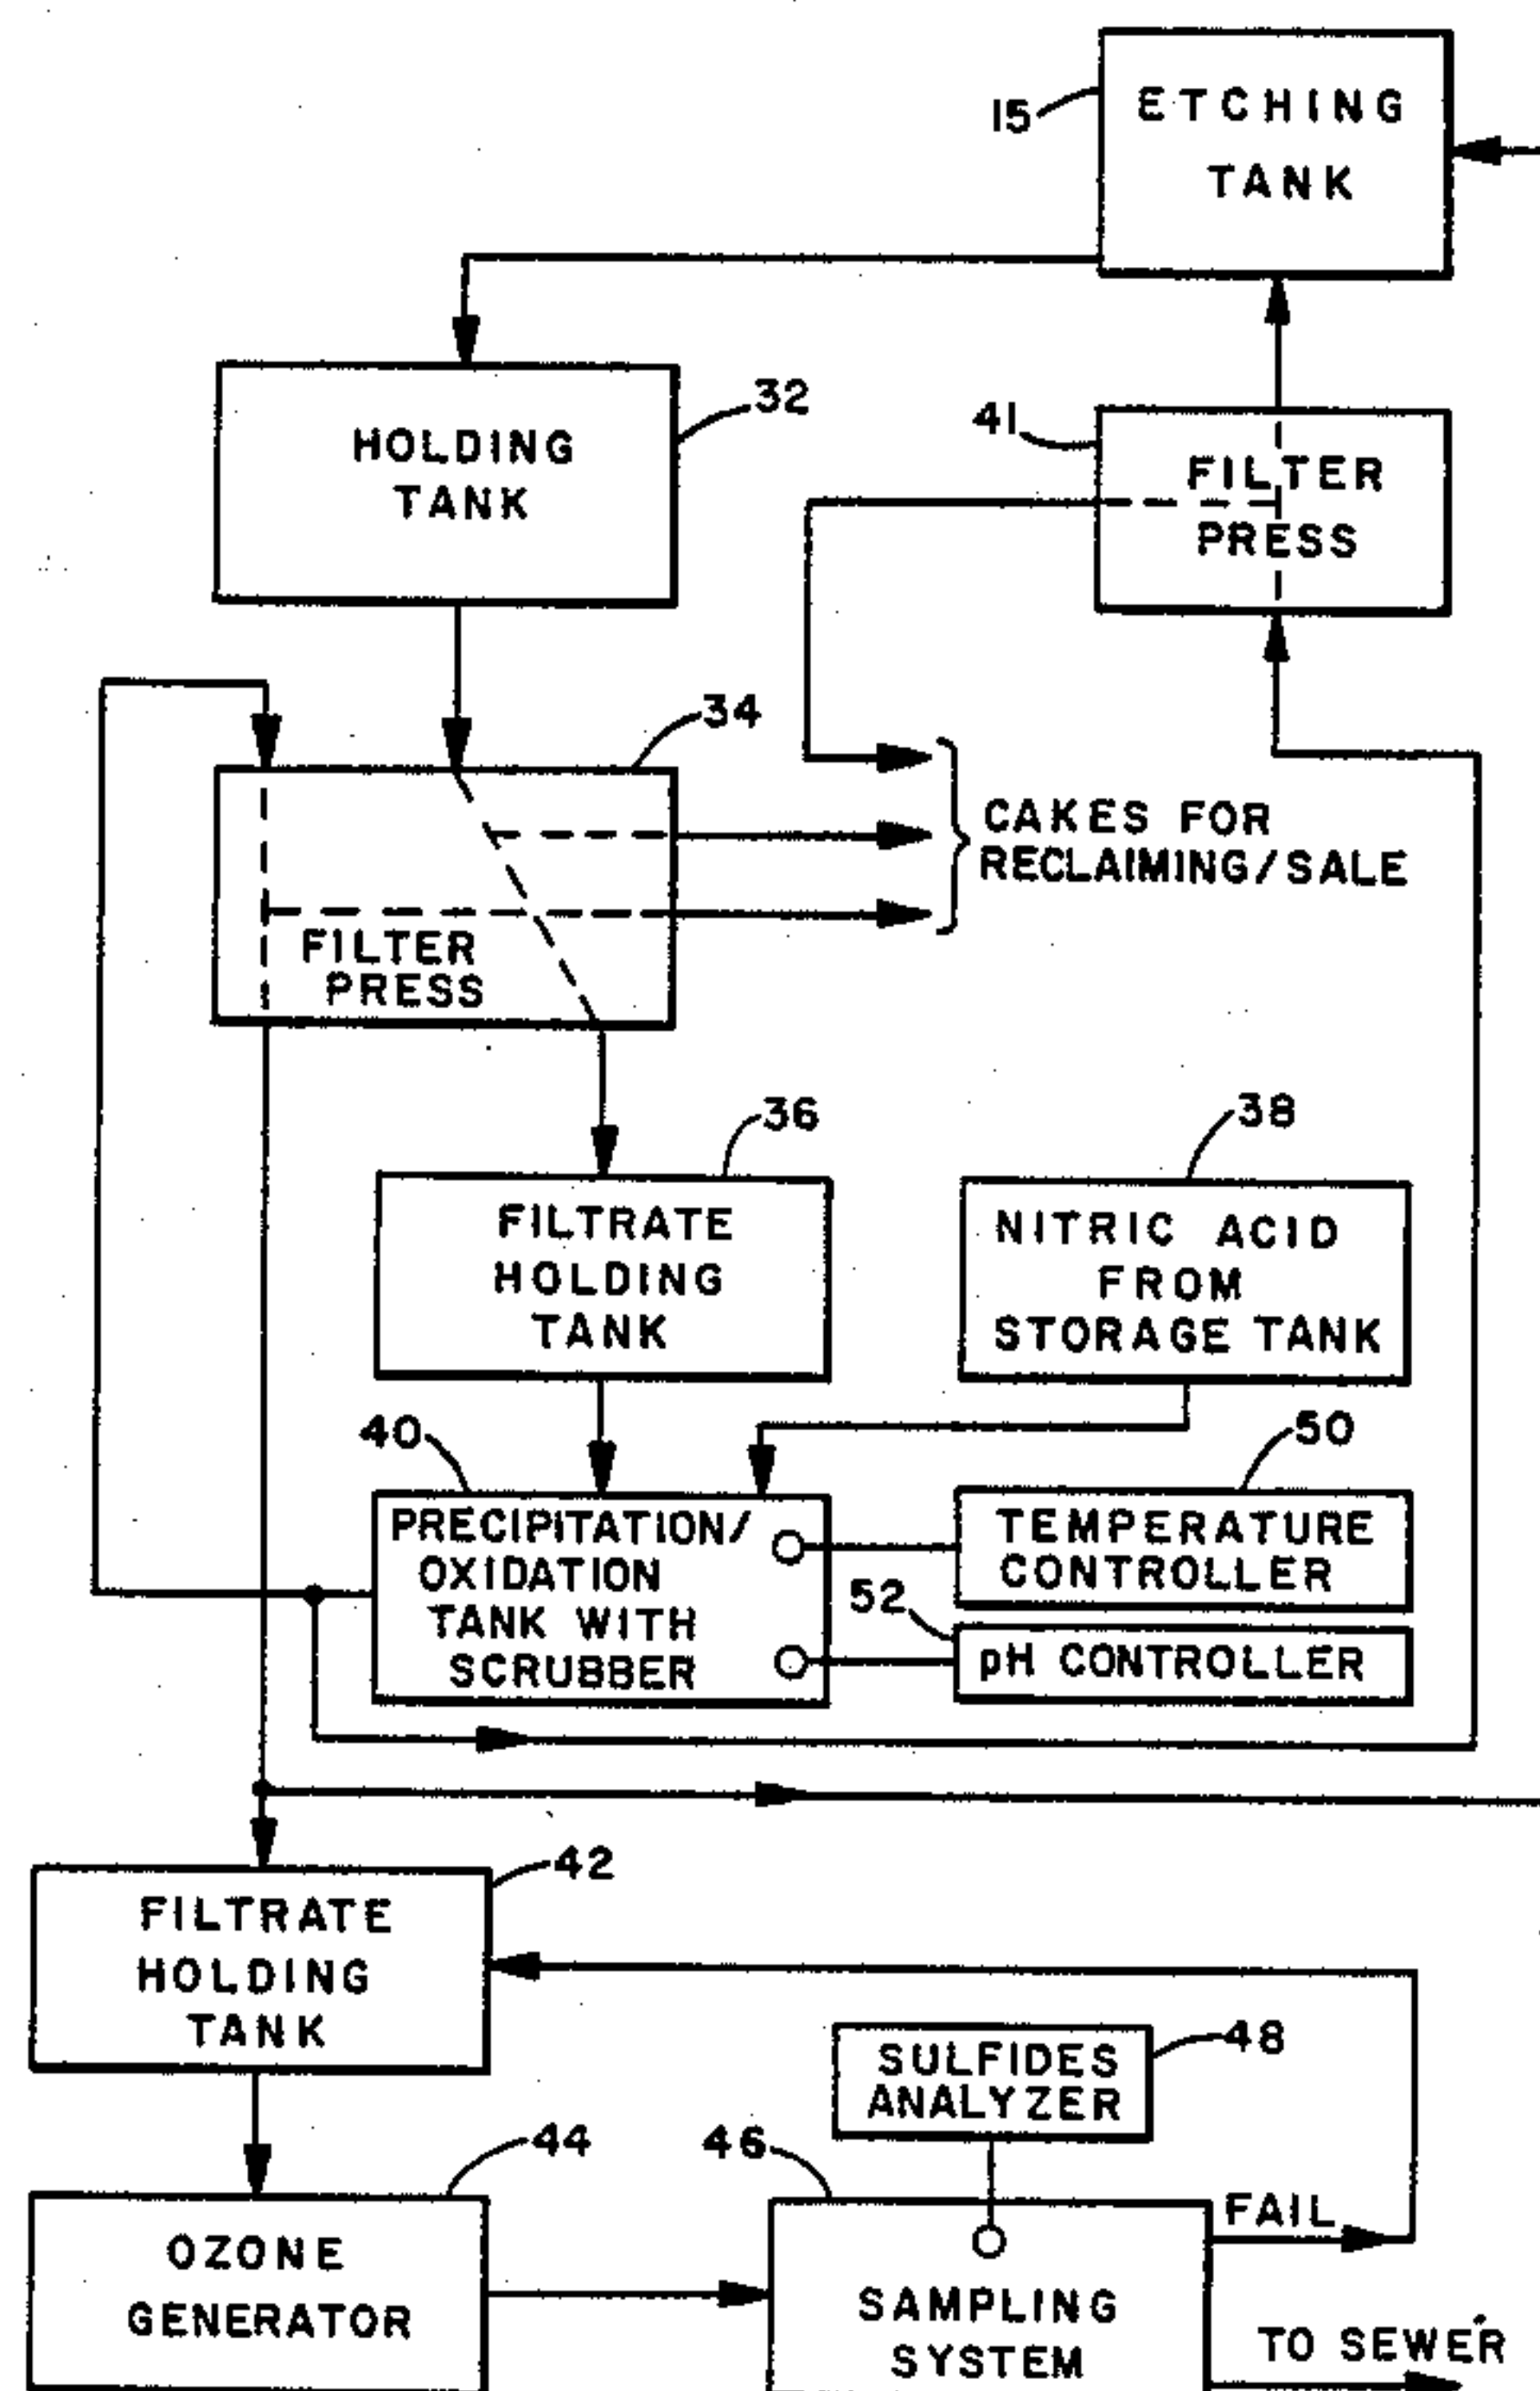 15
ETCHING
TANK
32
HOLDING
TANK
41
FILTER
PRESS
34
FILTER
PRESS
CAKES FOR
RECLAIMING/SALE
36
FILTRATE
HOLDING
TANK
38
NITRIC ACID
FROM
STORAGE TANK
40
PRECIPITATION/
OXIDATION
TANK WITH
SCRUBBER
50
TEMPERATURE
CONTROLLER
52
pH CONTROLLER
42
FILTRATE
HOLDING
TANK
48
SULFIDES
ANALYZER
44
OZONE
GENERATOR
46
SAMPLING
SYSTEM
FAIL
TO SEWER